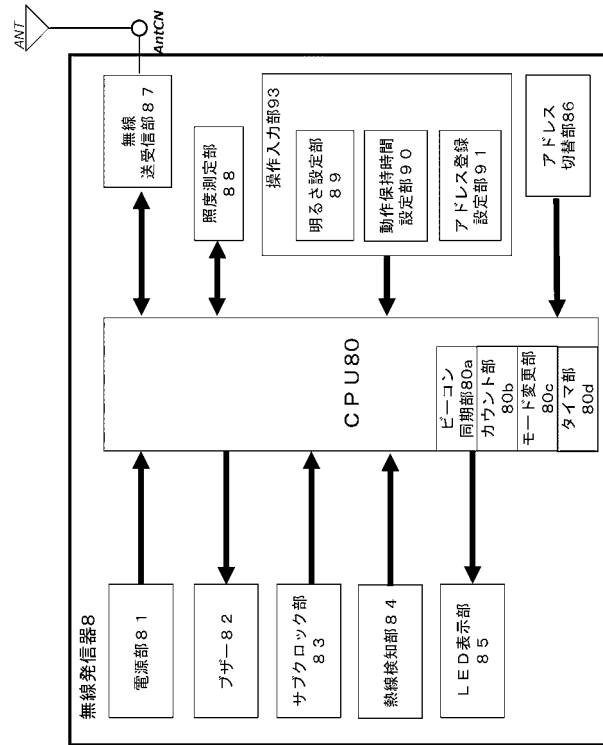 無線発信器8
電源部81
ブザー82
サブクロック部
83
熱線検知部84
LED表示部
85
CPU80
ビーコン
同期部80a
カウント部
80b
モード変更部
80c
タイマ部
80d
ANT
AntCN
無線
送受信部87
照度測定部
88
操作入力部93
明るさ設定部
89
動作保持時間
設定部90
アドレス登録
設定部91
アドレス
切替部86